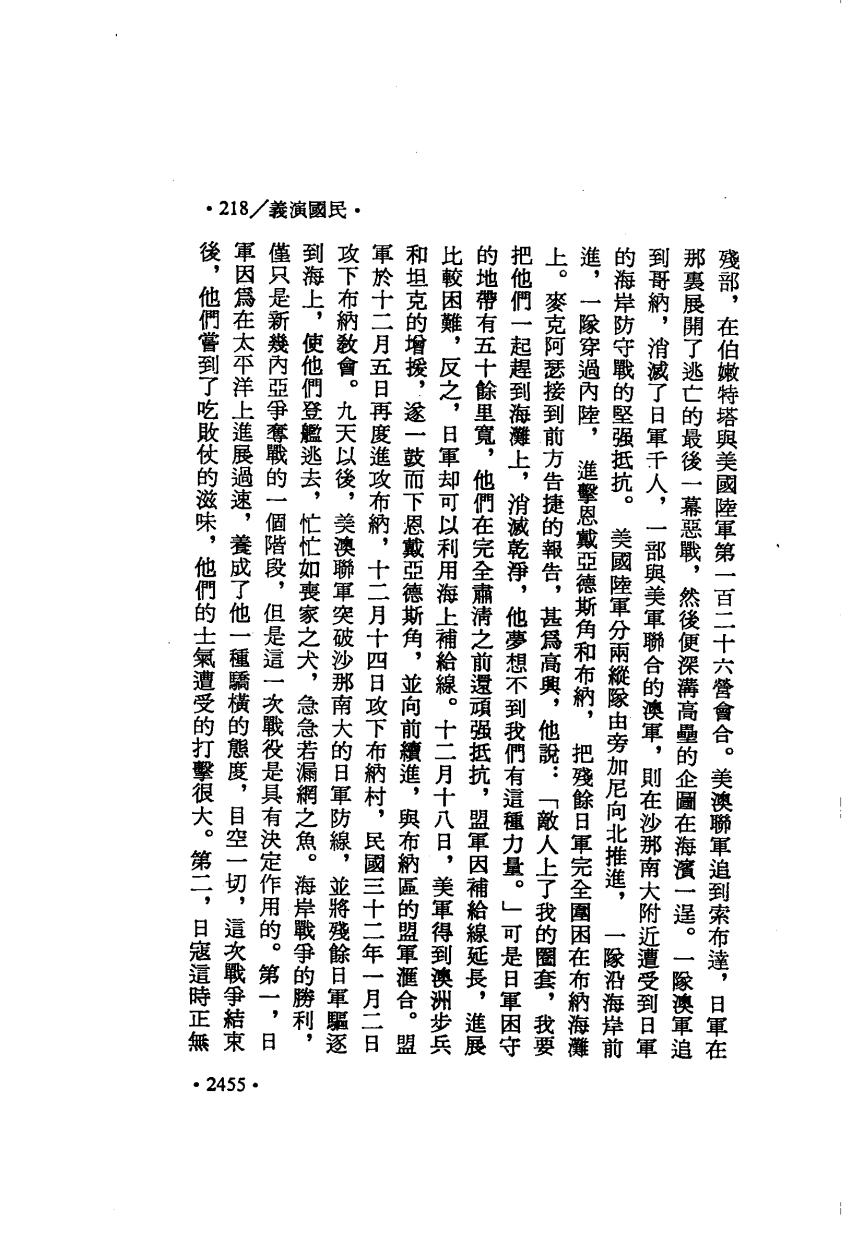 •218／義演國民•
殘部，在伯嫩特塔與美國陸軍第一百二十六營會合。美澳聯軍追到索布達，日軍在
那裏展開了逃亡的最後一幕惡戰，然後便深溝高壘的企圖在海濱一逞。一隊澳軍追
到哥納，消滅了日軍千人，一部與美軍聯合的澳軍，則在沙那南大附近遭受到日軍
的海岸防守戰的堅强抵抗。美國陸軍分兩縱隊由旁加尼向北推進，一隊沿海岸前
進，一隊穿過內陸，進擊恩戴亞德斯角和布納，把殘餘日軍完全圍困在布納海灘
上。麥克阿瑟接到前方告捷的報告，甚爲高興，他說：「敵人上了我的圈套，我要
把他們一起趕到海灘上，消滅乾淨，他夢想不到我們有這種力量。」可是日軍困守
的地帶有五十餘里寬，他們在完全肅淸之前還頑强抵抗，盟軍因補給線延長，進展
比較困難，反之，日軍却可以利用海上補給線。十二月十八日，美軍得到澳洲步兵
和坦克的增援，遂一鼓而下恩戴亞德斯角，並向前續進，與布納區的盟軍滙合。盟
軍於十二月五日再度進攻布納，十二月十四日攻下布納村，民國三十二年一月二日
攻下布納敎會。九天以後，美澳聯軍突破沙那南大的日軍防線，並將殘餘日軍驅逐
到海上，使他們登艦逃去，忙忙如喪家之犬，急急若漏網之魚。海岸戰爭的勝利，
僅只是新幾內亞爭奪戰的一個階段，但是這一次戰役是具有決定作用的。第一，日
軍因爲在太平洋上進展過速，養成了他一種驕橫的態度，目空一切，這次戰爭結束
後，他們嘗到了吃敗仗的滋味，他們的士氣遭受的打擊很大。第二，日寇這時正無
•2455•